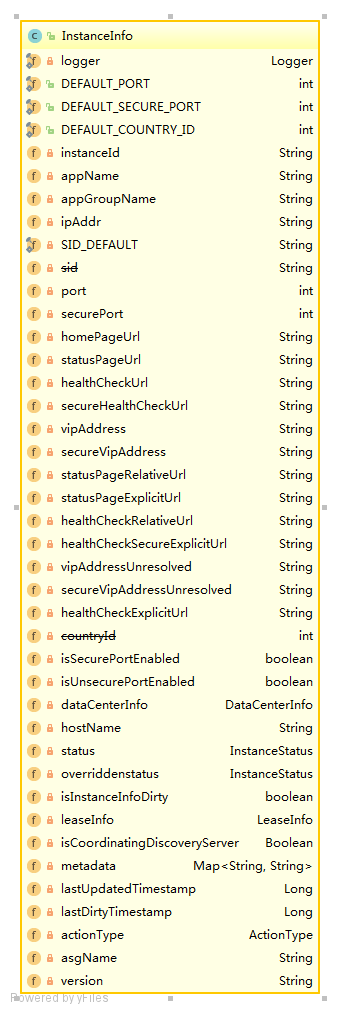 C InstanceInfo
f logger Logger
f DEFAULT_PORT int
f DEFAULT_SECURE_PORT int
f DEFAULT_COUNTRY_ID int
f instanceId String
f appName String
f appGroupName String
f ipAddr String
f SID_DEFAULT String
f sid String
f port int
f securePort int
f homePageUrl String
f statusPageUrl String
f healthCheckUrl String
f secureHealthCheckUrl String
f vipAddress String
f secureVipAddress String
f statusPageRelativeUrl String
f statusPageExplicitUrl String
f healthCheckRelativeUrl String
f healthCheckSecureExplicitUrl String
f vipAddressUnresolved String
f secureVipAddressUnresolved String
f healthCheckExplicitUrl String
f countryId int
f isSecurePortEnabled boolean
f isUnsecurePortEnabled boolean
f dataCenterInfo DataCenterInfo
f hostName String
f status InstanceStatus
f overriddenstatus InstanceStatus
f isInstanceInfoDirty boolean
f leaseInfo LeaseInfo
f isCoordinatingDiscoveryServer Boolean
f metadata Map<String, String>
f lastUpdatedTimestamp Long
f lastDirtyTimestamp Long
f actionType ActionType
f asgName String
f version String
Powered by yFiles